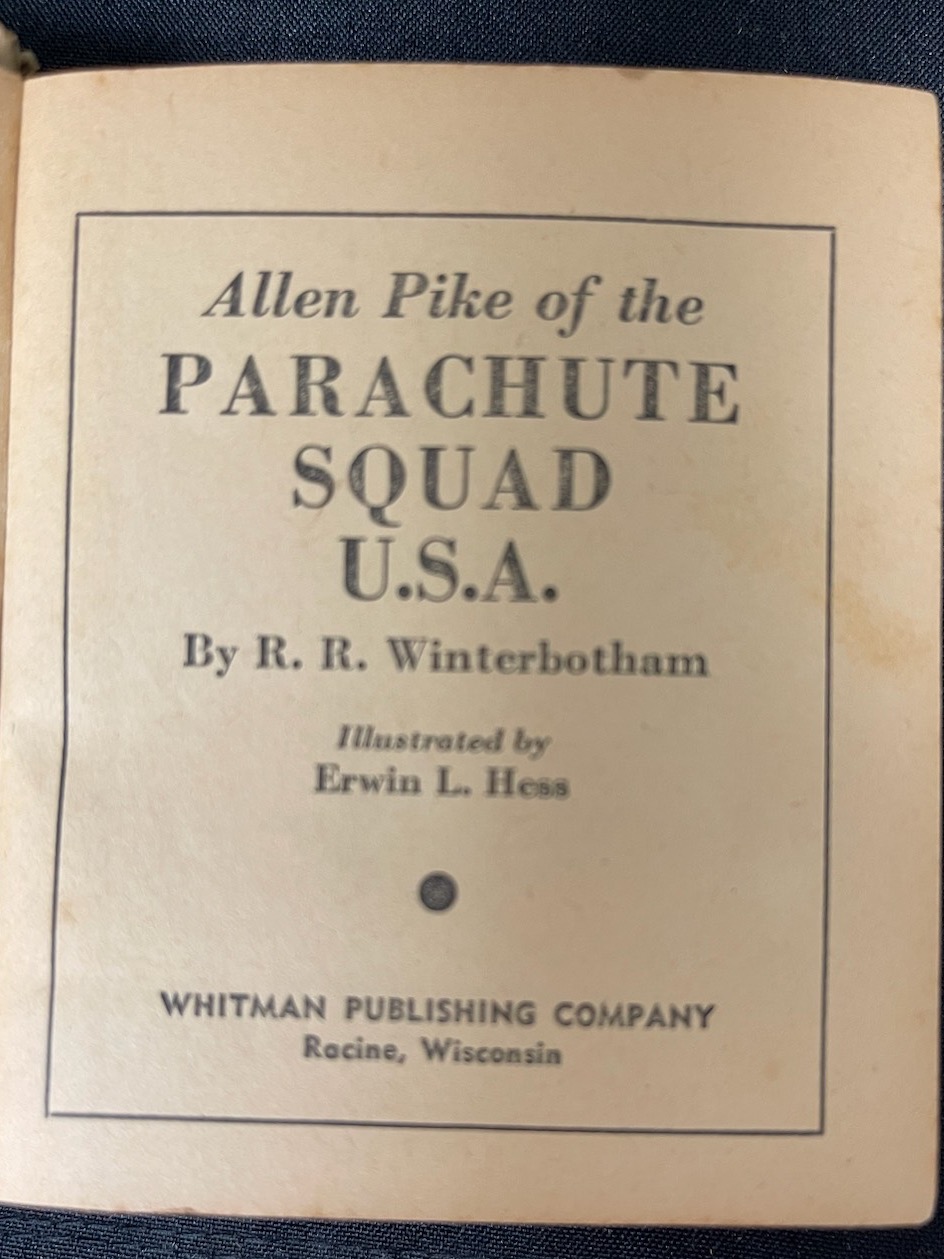 Allen Pike of the
PARACHUTE
SQUAD
U.S.A.
By R. R. Winterbotham
Illustrated by
Erwin L. Hess
WHITMAN PUBLISHING COMPANY
Racine, Wisconsin